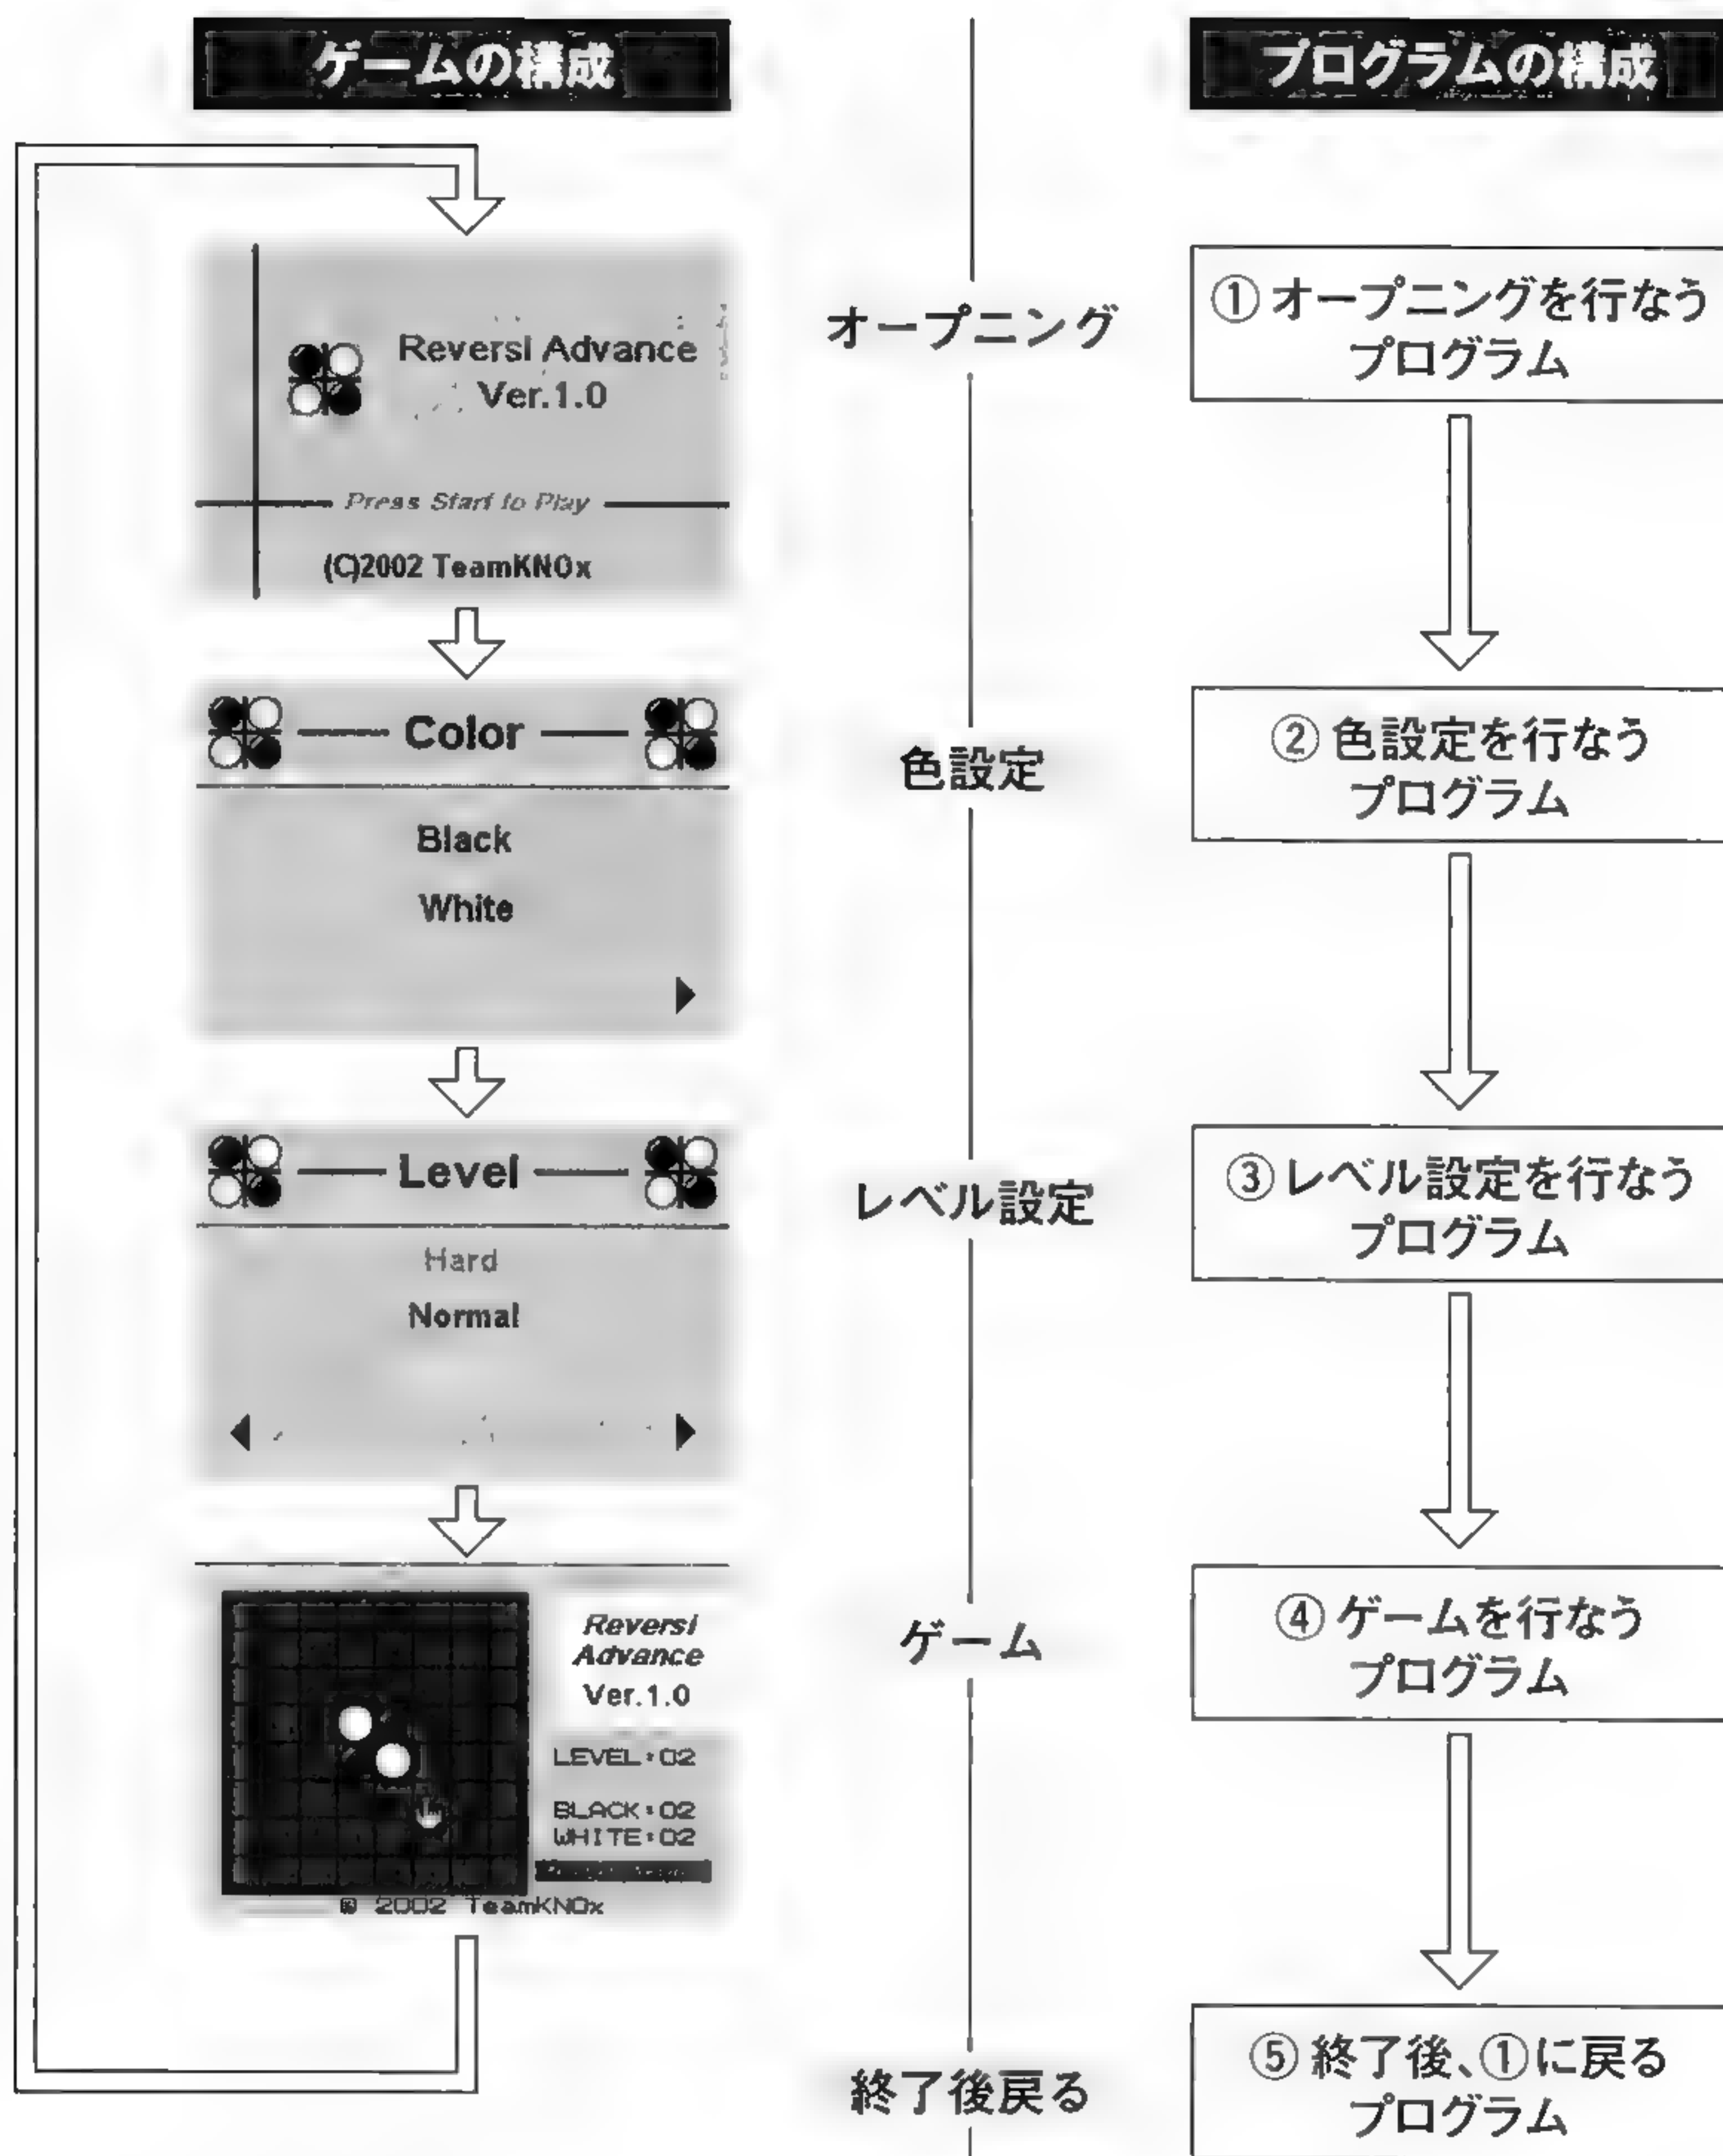 ゲームの構成
プログラムの構成
Reversi Advance
Ver.1.0
Press Start to Play
(C)2002 TeamKNOx
オープニング
① オープニングを行なう
プログラム
Color
Black
White
色設定
② 色設定を行なう
プログラム
Level
Hard
Normal
レベル設定
③ レベル設定を行なう
プログラム
Reversi
Advance
Ver.1.0
LEVEL:02
BLACK:02
WHITE:02
© 2002 TeamKNOx
ゲーム
④ ゲームを行なう
プログラム
終了後戻る
⑤ 終了後、①に戻る
プログラム